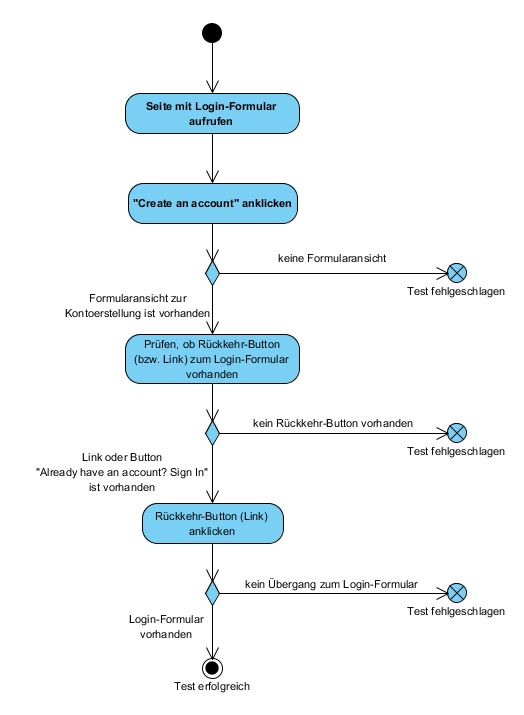 Seite mit Login-Formular
aufrufen
"Create an account" anklicken
keine Formularansicht
Test fehlgeschlagen
Formularansicht zur
Kontoerstellung ist vorhanden
Prüfen, ob Rückkehr-Button
(bzw. Link) zum Login-Formular
vorhanden
kein Rückkehr-Button vorhanden
Test fehlgeschlagen
Link oder Button
"Already have an account? Sign In"
ist vorhanden
Rückkehr-Button (Link)
anklicken
kein Übergang zum Login-Formular
Test fehlgeschlagen
Login-Formular
vorhanden
Test erfolgreich